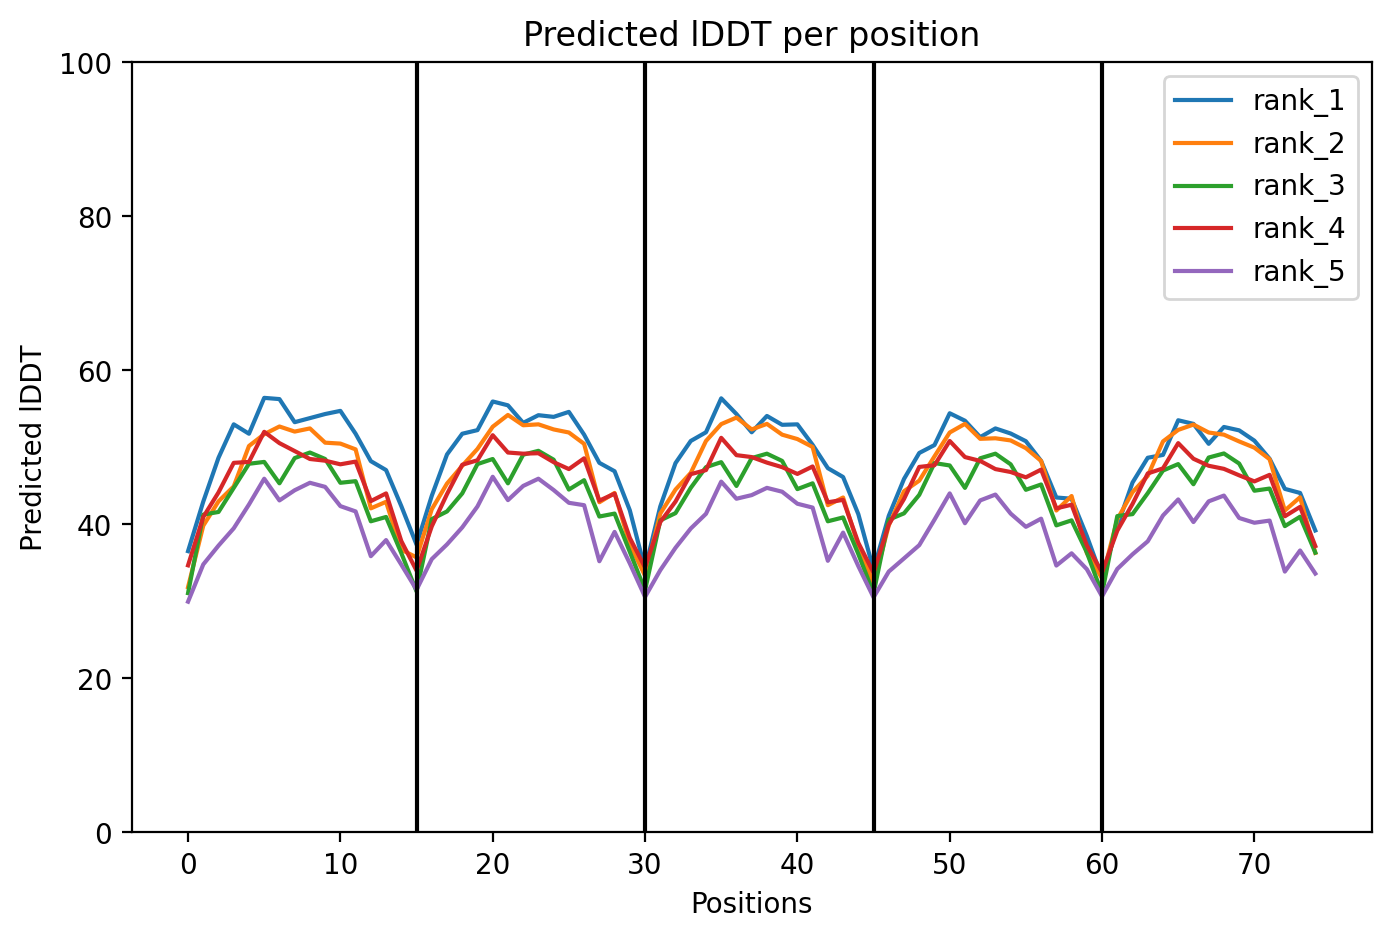 Predicted lDDT per position
100
80
60
40
20
0
Predicted lDDT
0 10 20 30 40 50 60 70
Positions
rank_1
rank_2
rank_3
rank_4
rank_5